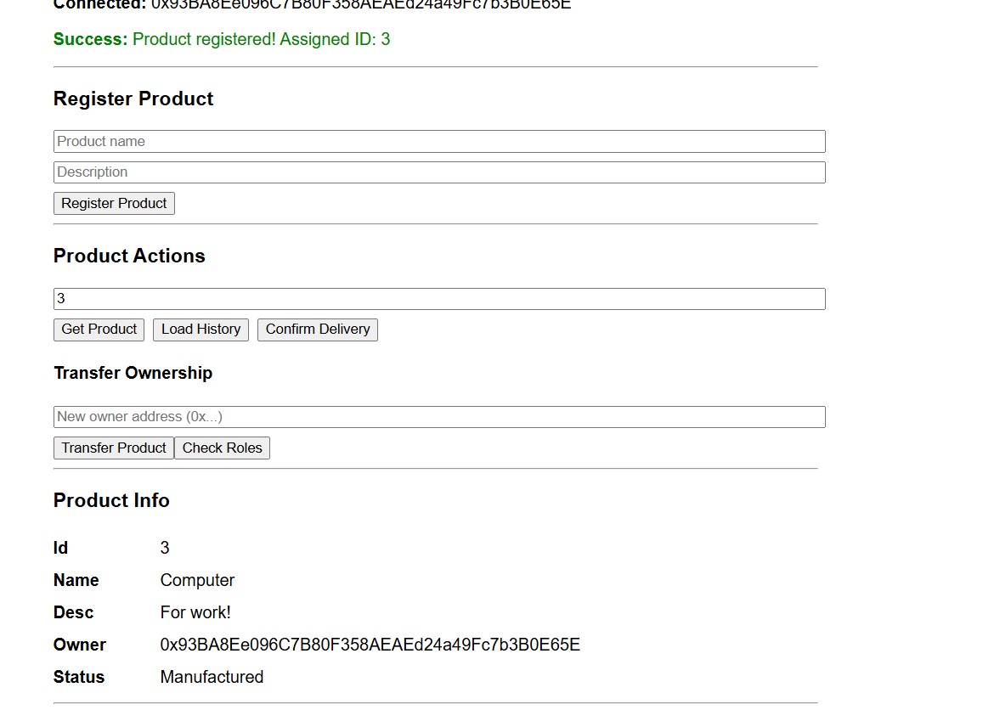 Connected: 0x93BA8Ee096C7B80F358AEAEd24a49Fc7b3B0E65E
Success: Product registered! Assigned ID: 3
Register Product
Product name
Description
Register Product
Product Actions
3
Get Product Load History Confirm Delivery
Transfer Ownership
New owner address (0x...)
Transfer Product Check Roles
Product Info
Id 3
Name Computer
Desc For work!
Owner 0x93BA8Ee096C7B80F358AEAEd24a49Fc7b3B0E65E
Status Manufactured